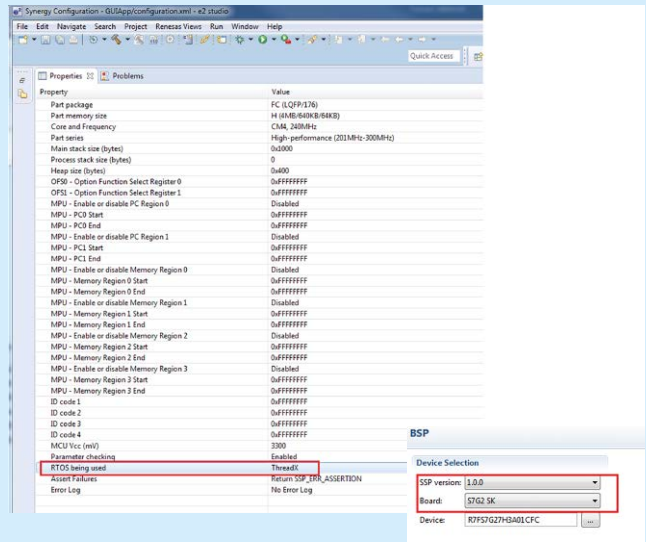 Synergy Configuration - GUIApp/configuration.xml - e2 studio
File Edit Navigate Search Project Renesas Views Run Window Help
Quick Access
Properties Problems
Property Value
Part package FC (LQFP/176)
Part memory size H (4MB/640KB/64KB)
Core and Frequency CM4, 240MHz
Part series High-performance (201MHz-300MHz)
Main stack size (bytes) 0x1000
Process stack size (bytes) 0
Heap size (bytes) 0x400
OFS0 - Option Function Select Register 0 0xFFFFFFFF
OFS1 - Option Function Select Register 1 0xFFFFFFFF
MPU - Enable or disable PC Region 0 Disabled
MPU - PC0 Start 0xFFFFFFFF
MPU - PC0 End 0xFFFFFFFF
MPU - Enable or disable PC Region 1 Disabled
MPU - PC1 Start 0xFFFFFFFF
MPU - PC1 End 0xFFFFFFFF
MPU - Enable or disable Memory Region 0 Disabled
MPU - Memory Region 0 Start 0xFFFFFFFF
MPU - Memory Region 0 End 0xFFFFFFFF
MPU - Enable or disable Memory Region 1 Disabled
MPU - Memory Region 1 Start 0xFFFFFFFF
MPU - Memory Region 1 End 0xFFFFFFFF
MPU - Enable or disable Memory Region 2 Disabled
MPU - Memory Region 2 Start 0xFFFFFFFF
MPU - Memory Region 2 End 0xFFFFFFFF
MPU - Enable or disable Memory Region 3 Disabled
MPU - Memory Region 3 Start 0xFFFFFFFF
MPU - Memory Region 3 End 0xFFFFFFFF
ID code 1 0xFFFFFFFF
ID code 2 0xFFFFFFFF
ID code 3 0xFFFFFFFF
ID code 4 0xFFFFFFFF
MCU Vcc (mV) 3300
Parameter checking Enabled
RTOS being used ThreadX
Assert Failures Return SSP_ERR_ASSERTION
Error Log No Error Log
BSP
Device Selection
SSP version: 1.0.0
Board: S7G2 SK
Device: R7FS7G27H3A01CFC ...